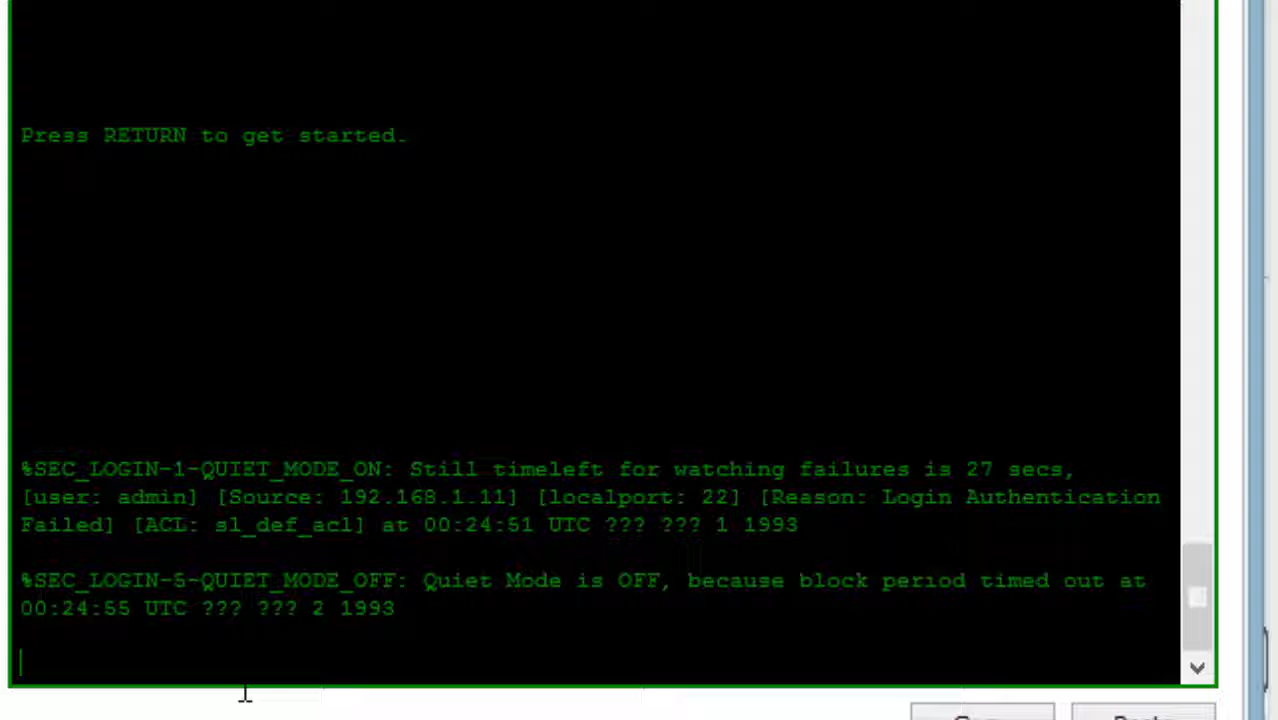 Press RETURN to get started.
%SEC_LOGIN-1-QUIET_MODE_ON: Still timeleft for watching failures is 27 secs,
[user: admin] [Source: 192.168.1.11] [localport: 22] [Reason: Login Authentication
Failed] [ACL: sl_def_acl] at 00:24:51 UTC ??? ??? 1 1993
%SEC_LOGIN-5-QUIET_MODE_OFF: Quiet Mode is OFF, because block period timed out at
00:24:55 UTC ??? ??? 2 1993